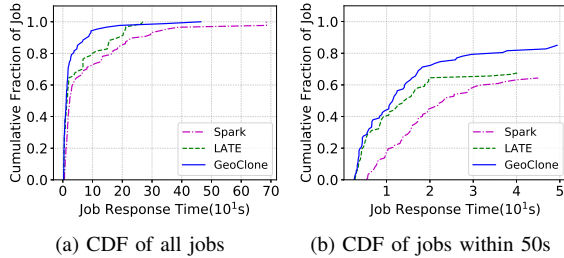 Cumulative Fraction of Job
1.0
0.8
0.6
0.4
0.2
0.0
Spark
LATE
GeoClone
0 10 20 30 40 50 60 70
Job Response Time(10¹s)
(a) CDF of all jobs
Cumulative Fraction of Job
1.0
0.8
0.6
0.4
0.2
0.0
Spark
LATE
GeoClone
1 2 3 4 5
Job Response Time(10¹s)
(b) CDF of jobs within 50s